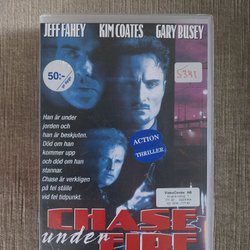 JEFF FAHEY KIM COATES GARY BUSEY
50:-
5341
Han är under
jorden och
han är beskjuten.
Död om han
kommer upp
och död om han
stannar.
Chase är verkligen
på fel ställe
vid fel tidpunkt.
ACTION
THRILLER
CHASE
under
FIRE